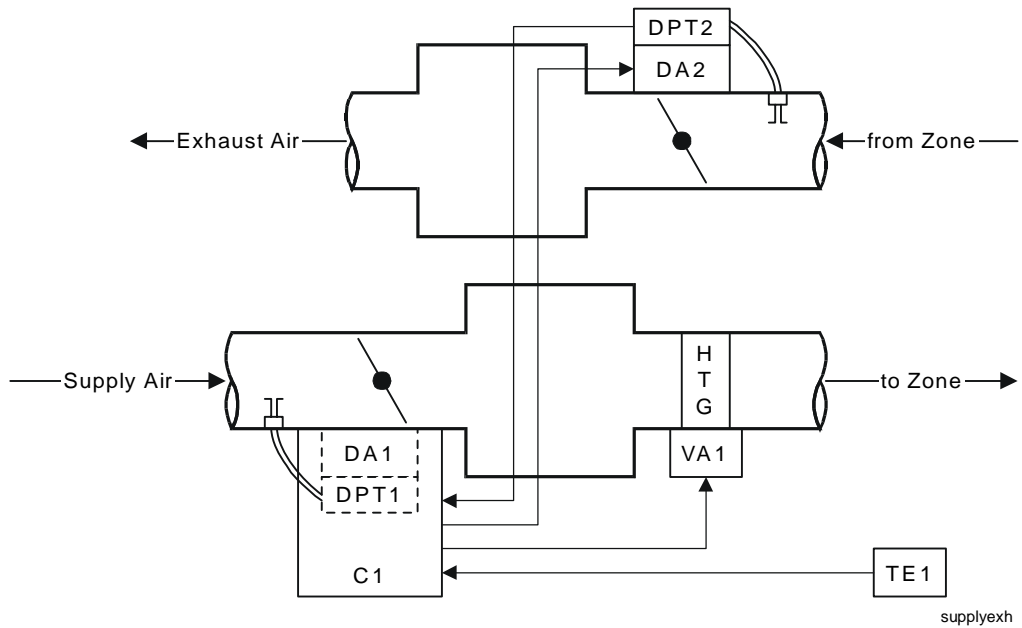 DPT2
DA2
Exhaust Air
from Zone
H
T
G
Supply Air
to Zone
DA1
VA1
DPT1
C1
TE1
supplyexh